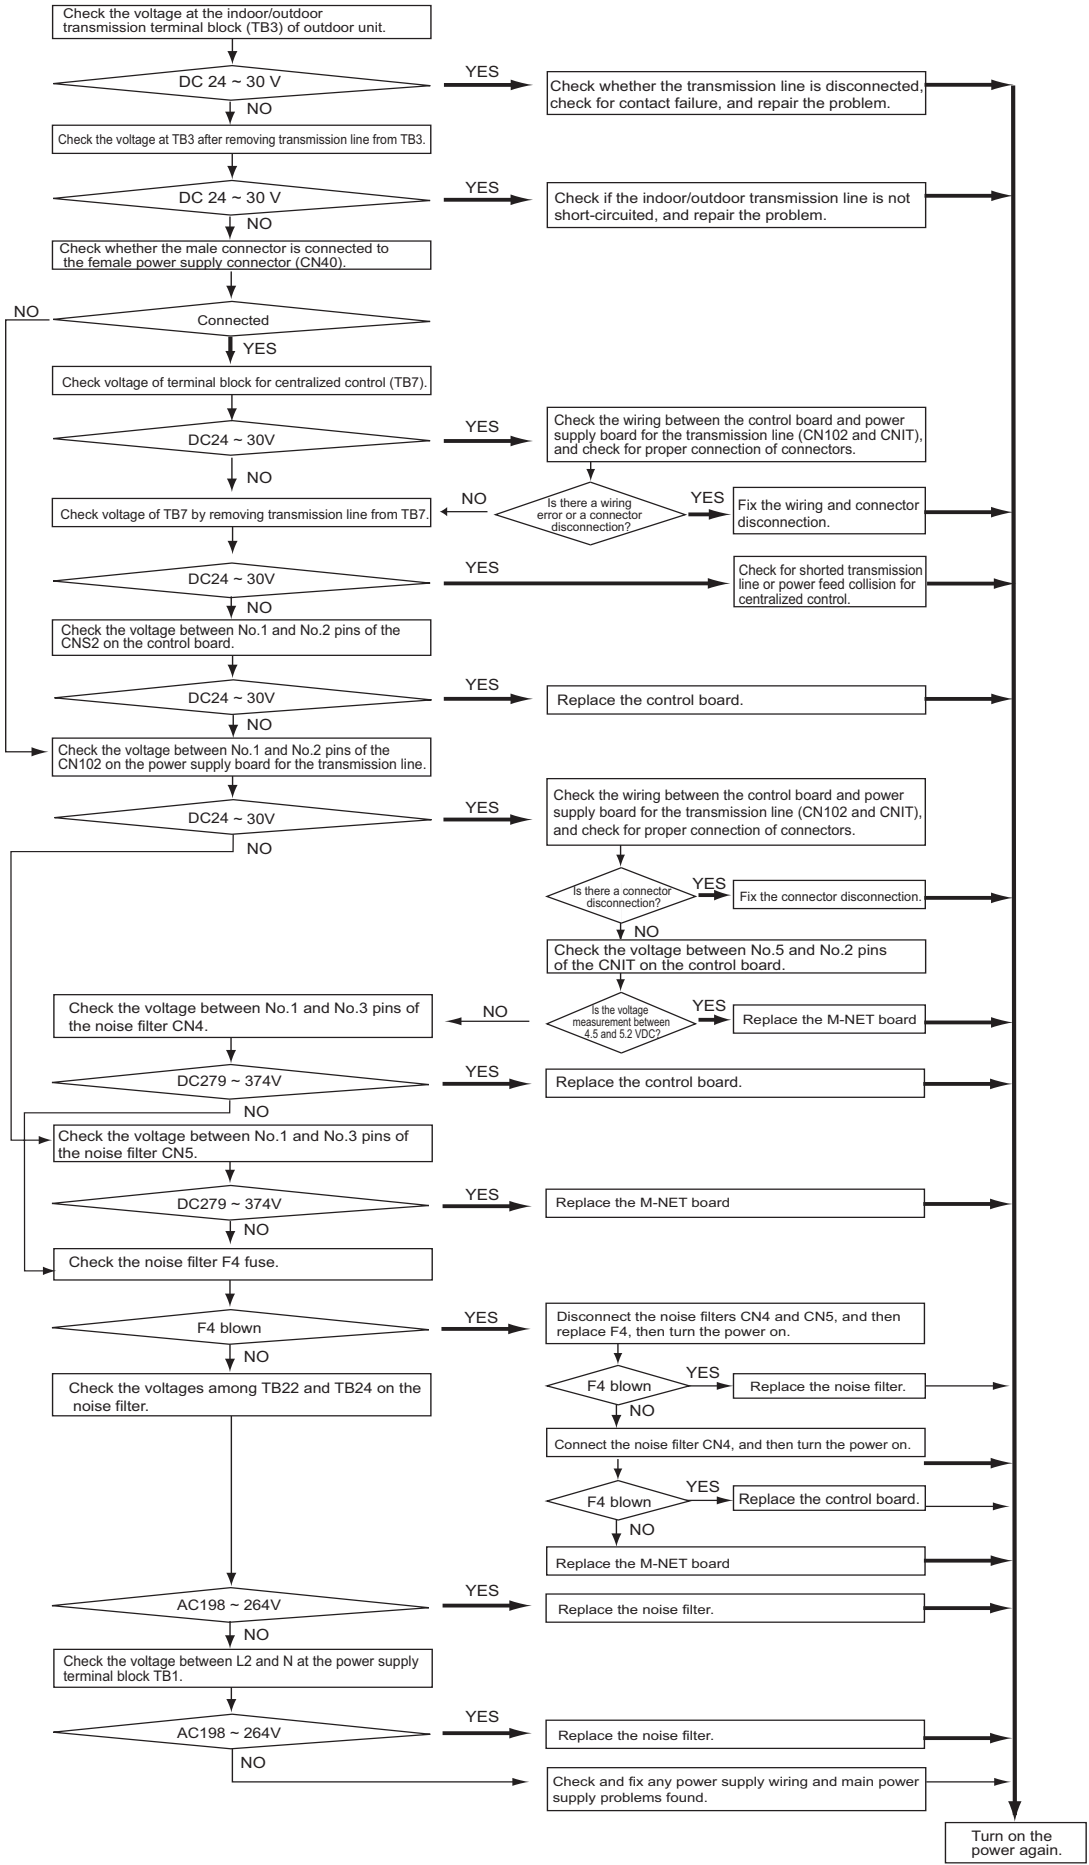 Check the voltage at the indoor/outdoor
transmission terminal block (TB3) of outdoor unit.
DC 24 ~ 30 V
YES
Check whether the transmission line is disconnected,
check for contact failure, and repair the problem.
NO
Check the voltage at TB3 after removing transmission line from TB3.
DC 24 ~ 30 V
YES
Check if the indoor/outdoor transmission line is not
short-circuited, and repair the problem.
NO
Check whether the male connector is connected to
the female power supply connector (CN40).
NO
Connected
YES
Check voltage of terminal block for centralized control (TB7).
DC24 ~ 30V
YES
Check the wiring between the control board and power
supply board for the transmission line (CN102 and CNIT),
and check for proper connection of connectors.
NO
Is there a wiring
error or a connector
disconnection?
NO
YES
Fix the wiring and connector
disconnection.
Check voltage of TB7 by removing transmission line from TB7.
DC24 ~ 30V
YES
Check for shorted transmission
line or power feed collision for
centralized control.
NO
Check the voltage between No.1 and No.2 pins of the
CNS2 on the control board.
DC24 ~ 30V
YES
Replace the control board.
NO
Check the voltage between No.1 and No.2 pins of the
CN102 on the power supply board for the transmission line.
DC24 ~ 30V
YES
Check the wiring between the control board and power
supply board for the transmission line (CN102 and CNIT),
and check for proper connection of connectors.
NO
Is there a connector
disconnection?
YES
Fix the connector disconnection.
NO
Check the voltage between No.5 and No.2 pins
of the CNIT on the control board.
Is the voltage
measurement between
4.5 and 5.2 VDC?
YES
Replace the M-NET board
NO
Check the voltage between No.1 and No.3 pins of
the noise filter CN4.
DC279 ~ 374V
YES
Replace the control board.
NO
Check the voltage between No.1 and No.3 pins of
the noise filter CN5.
DC279 ~ 374V
YES
Replace the M-NET board
NO
Check the noise filter F4 fuse.
F4 blown
YES
Disconnect the noise filters CN4 and CN5, and then
replace F4, then turn the power on.
NO
F4 blown
YES
Replace the noise filter.
NO
Check the voltages among TB22 and TB24 on the
noise filter.
Connect the noise filter CN4, and then turn the power on.
F4 blown
YES
Replace the control board.
NO
Replace the M-NET board
AC198 ~ 264V
YES
Replace the noise filter.
NO
Check the voltage between L2 and N at the power supply
terminal block TB1.
AC198 ~ 264V
YES
Replace the noise filter.
NO
Check and fix any power supply wiring and main power
supply problems found.
Turn on the
power again.